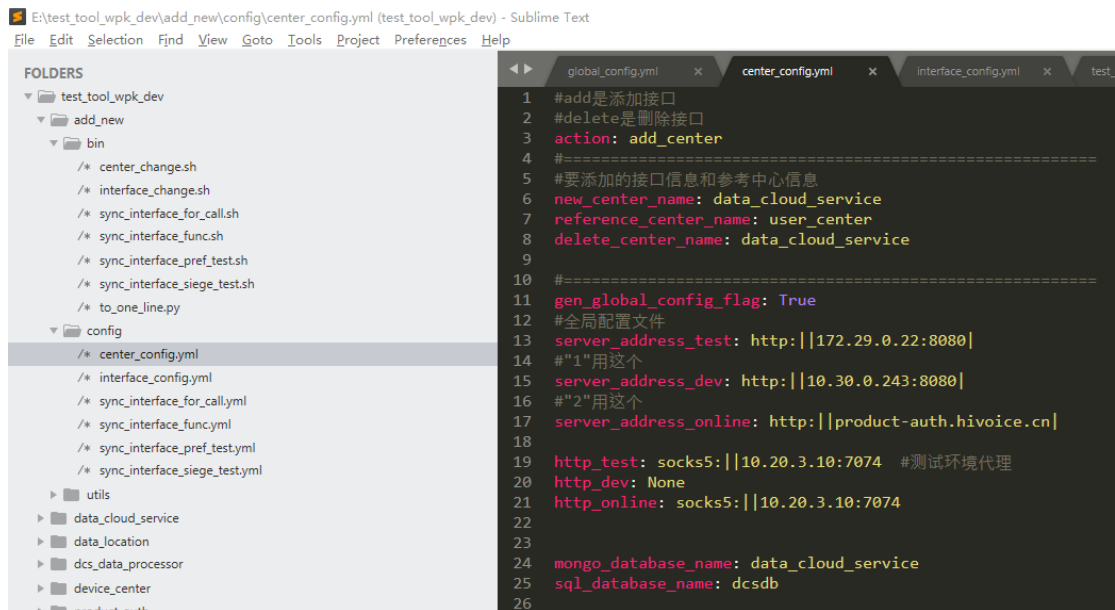 E:\test_tool_wpk_dev\add_new\config\center_config.yml (test_tool_wpk_dev) - Sublime Text
File Edit Selection Find View Goto Tools Project Preferences Help
FOLDERS
test_tool_wpk_dev
add_new
bin
/* center_change.sh
/* interface_change.sh
/* sync_interface_for_call.sh
/* sync_interface_func.sh
/* sync_interface_pref_test.sh
/* sync_interface_siege_test.sh
/* to_one_line.py
config
/* center_config.yml
/* interface_config.yml
/* sync_interface_for_call.yml
/* sync_interface_func.yml
/* sync_interface_pref_test.yml
/* sync_interface_siege_test.yml
utils
data_cloud_service
data_location
dcs_data_processor
device_center
global_config.yml × center_config.yml × interface_config.yml × test_
1 #add是添加接口
2 #delete是删除接口
3 action: add_center
4 #=========================================================
5 #要添加的接口信息和参考中心信息
6 new_center_name: data_cloud_service
7 reference_center_name: user_center
8 delete_center_name: data_cloud_service
9
10 #=========================================================
11 gen_global_config_flag: True
12 #全局配置文件
13 server_address_test: http:||172.29.0.22:8080|
14 #"1"用这个
15 server_address_dev: http:||10.30.0.243:8080|
16 #"2"用这个
17 server_address_online: http:||product-auth.hivoice.cn|
18
19 http_test: socks5:||10.20.3.10:7074 #测试环境代理
20 http_dev: None
21 http_online: socks5:||10.20.3.10:7074
22
23
24 mongo_database_name: data_cloud_service
25 sql_database_name: dcsdb
26